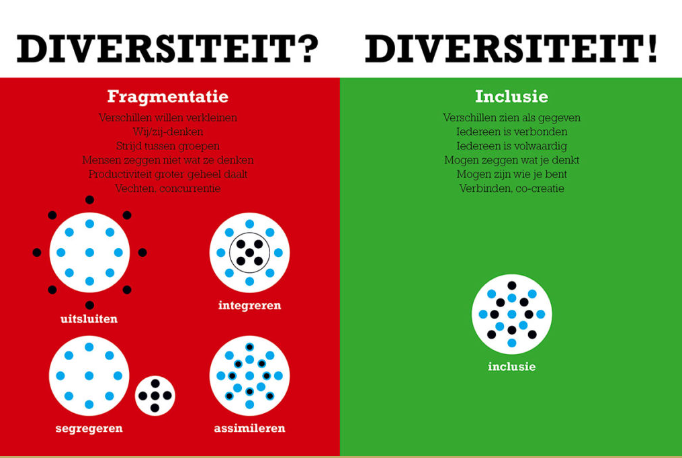 DIVERSITEIT?
Fragmentatie
Verschillen willen verkleinen
Wij/zij-denken
Strijd tussen groepen
Mensen zeggen niet wat ze denken
Productiviteit groter geheel daalt
Vechten, concurrentie
uitsluiten
integreren
segregeren
assimileren
DIVERSITEIT!
Inclusie
Verschillen zien als gegeven
Iedereen is verbonden
Iedereen is volwaardig
Mogen zeggen wat je denkt
Mogen zijn wie je bent
Verbinden, co-creatie
inclusie